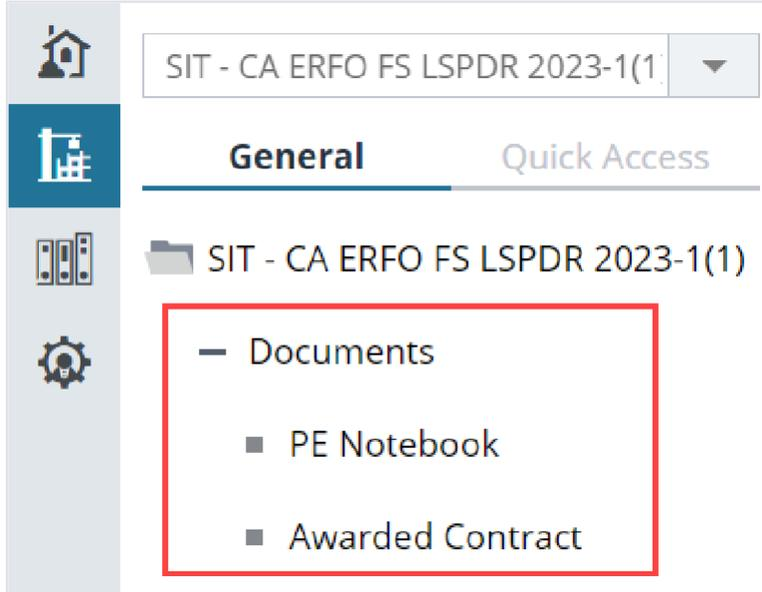 SIT - CA ERFO FS LSPDR 2023-1(1
General Quick Access
SIT - CA ERFO FS LSPDR 2023-1(1)
Documents
PE Notebook
Awarded Contract